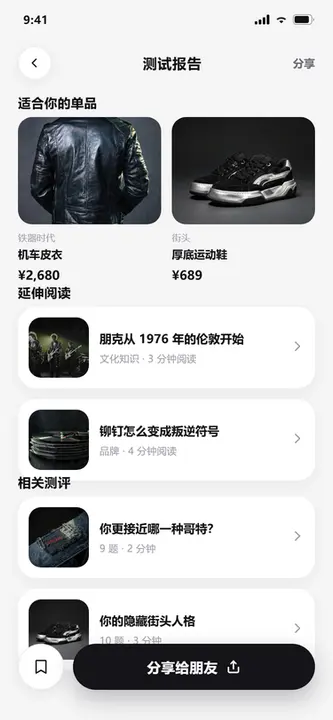 9:41
测试报告
分享
适合你的单品
铁器时代
机车皮衣
¥2,680
街头
厚底运动鞋
¥689
延伸阅读
朋克从 1976 年的伦敦开始
文化知识 · 3 分钟阅读
铆钉怎么变成叛逆符号
品牌 · 4 分钟阅读
相关测评
你更接近哪一种哥特?
9 题 · 2 分钟
你的隐藏街头人格
10 题 · 3 分钟
分享给朋友